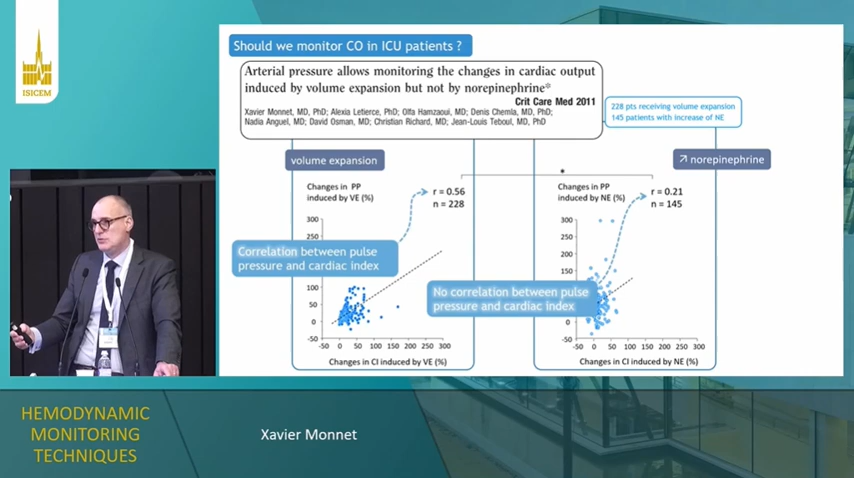 ISICEM
Should we monitor CO in ICU patients ?
Arterial pressure allows monitoring the changes in cardiac output
induced by volume expansion but not by norepinephrine*
Crit Care Med 2011
Xavier Monnet, MD, PhD; Alexia Letierce, PhD; Olfa Hamzaoui, MD; Denis Chemla, MD, PhD;
Nadia Anguel, MD; David Osman, MD; Christian Richard, MD; Jean-Louis Teboul, MD, PhD
228 pts receiving volume expansion
145 patients with increase of NE
volume expansion
Changes in PP
induced by VE (%)
r = 0.56
n = 228
300
250
Correlation between pulse
pressure and cardiac index
100
50
0
-50
-50 0 50 100 150 200 250 300
Changes in CI induced by VE (%)
*
↗ norepinephrine
Changes in PP
induced by NE (%)
r = 0.21
n = 145
300
250
200
150
100
No correlation between pulse
pressure and cardiac index
0
-50
-50 0 50 100 150 200 250 300
Changes in CI induced by NE (%)
HEMODYNAMIC
MONITORING
TECHNIQUES
Xavier Monnet